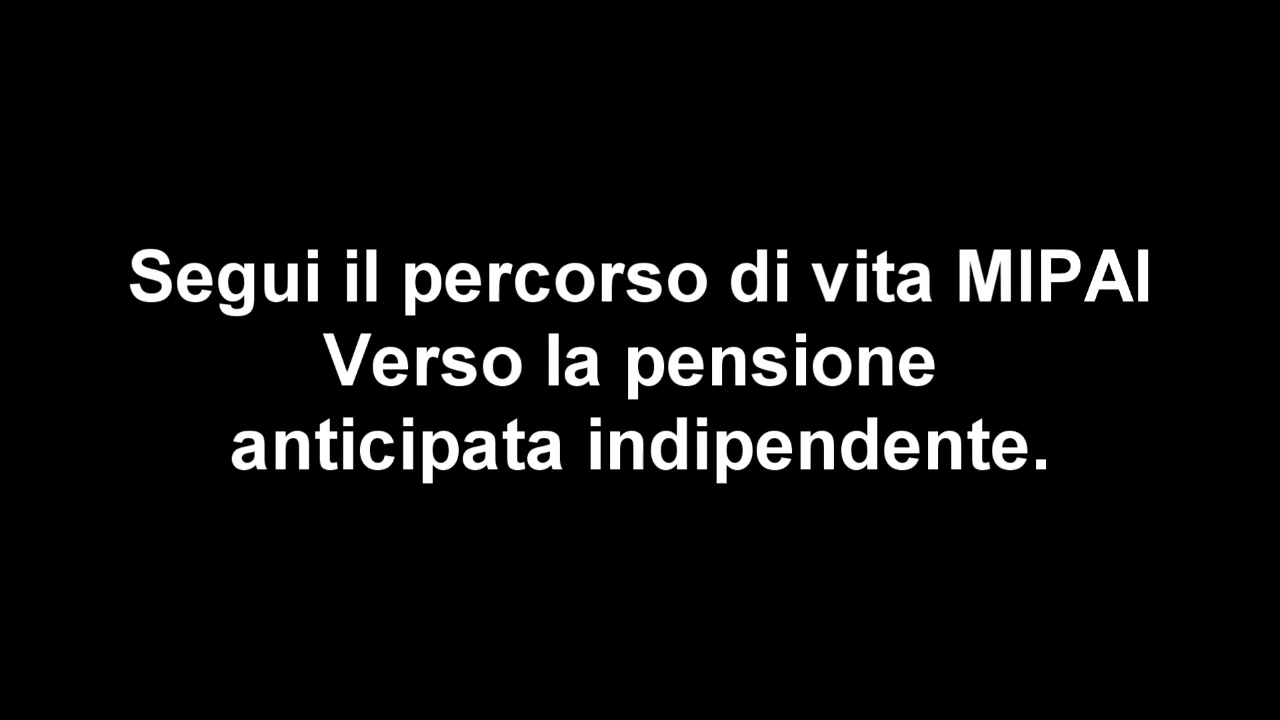 Segui il percorso di vita MIPAI
Verso la pensione
anticipata indipendente.